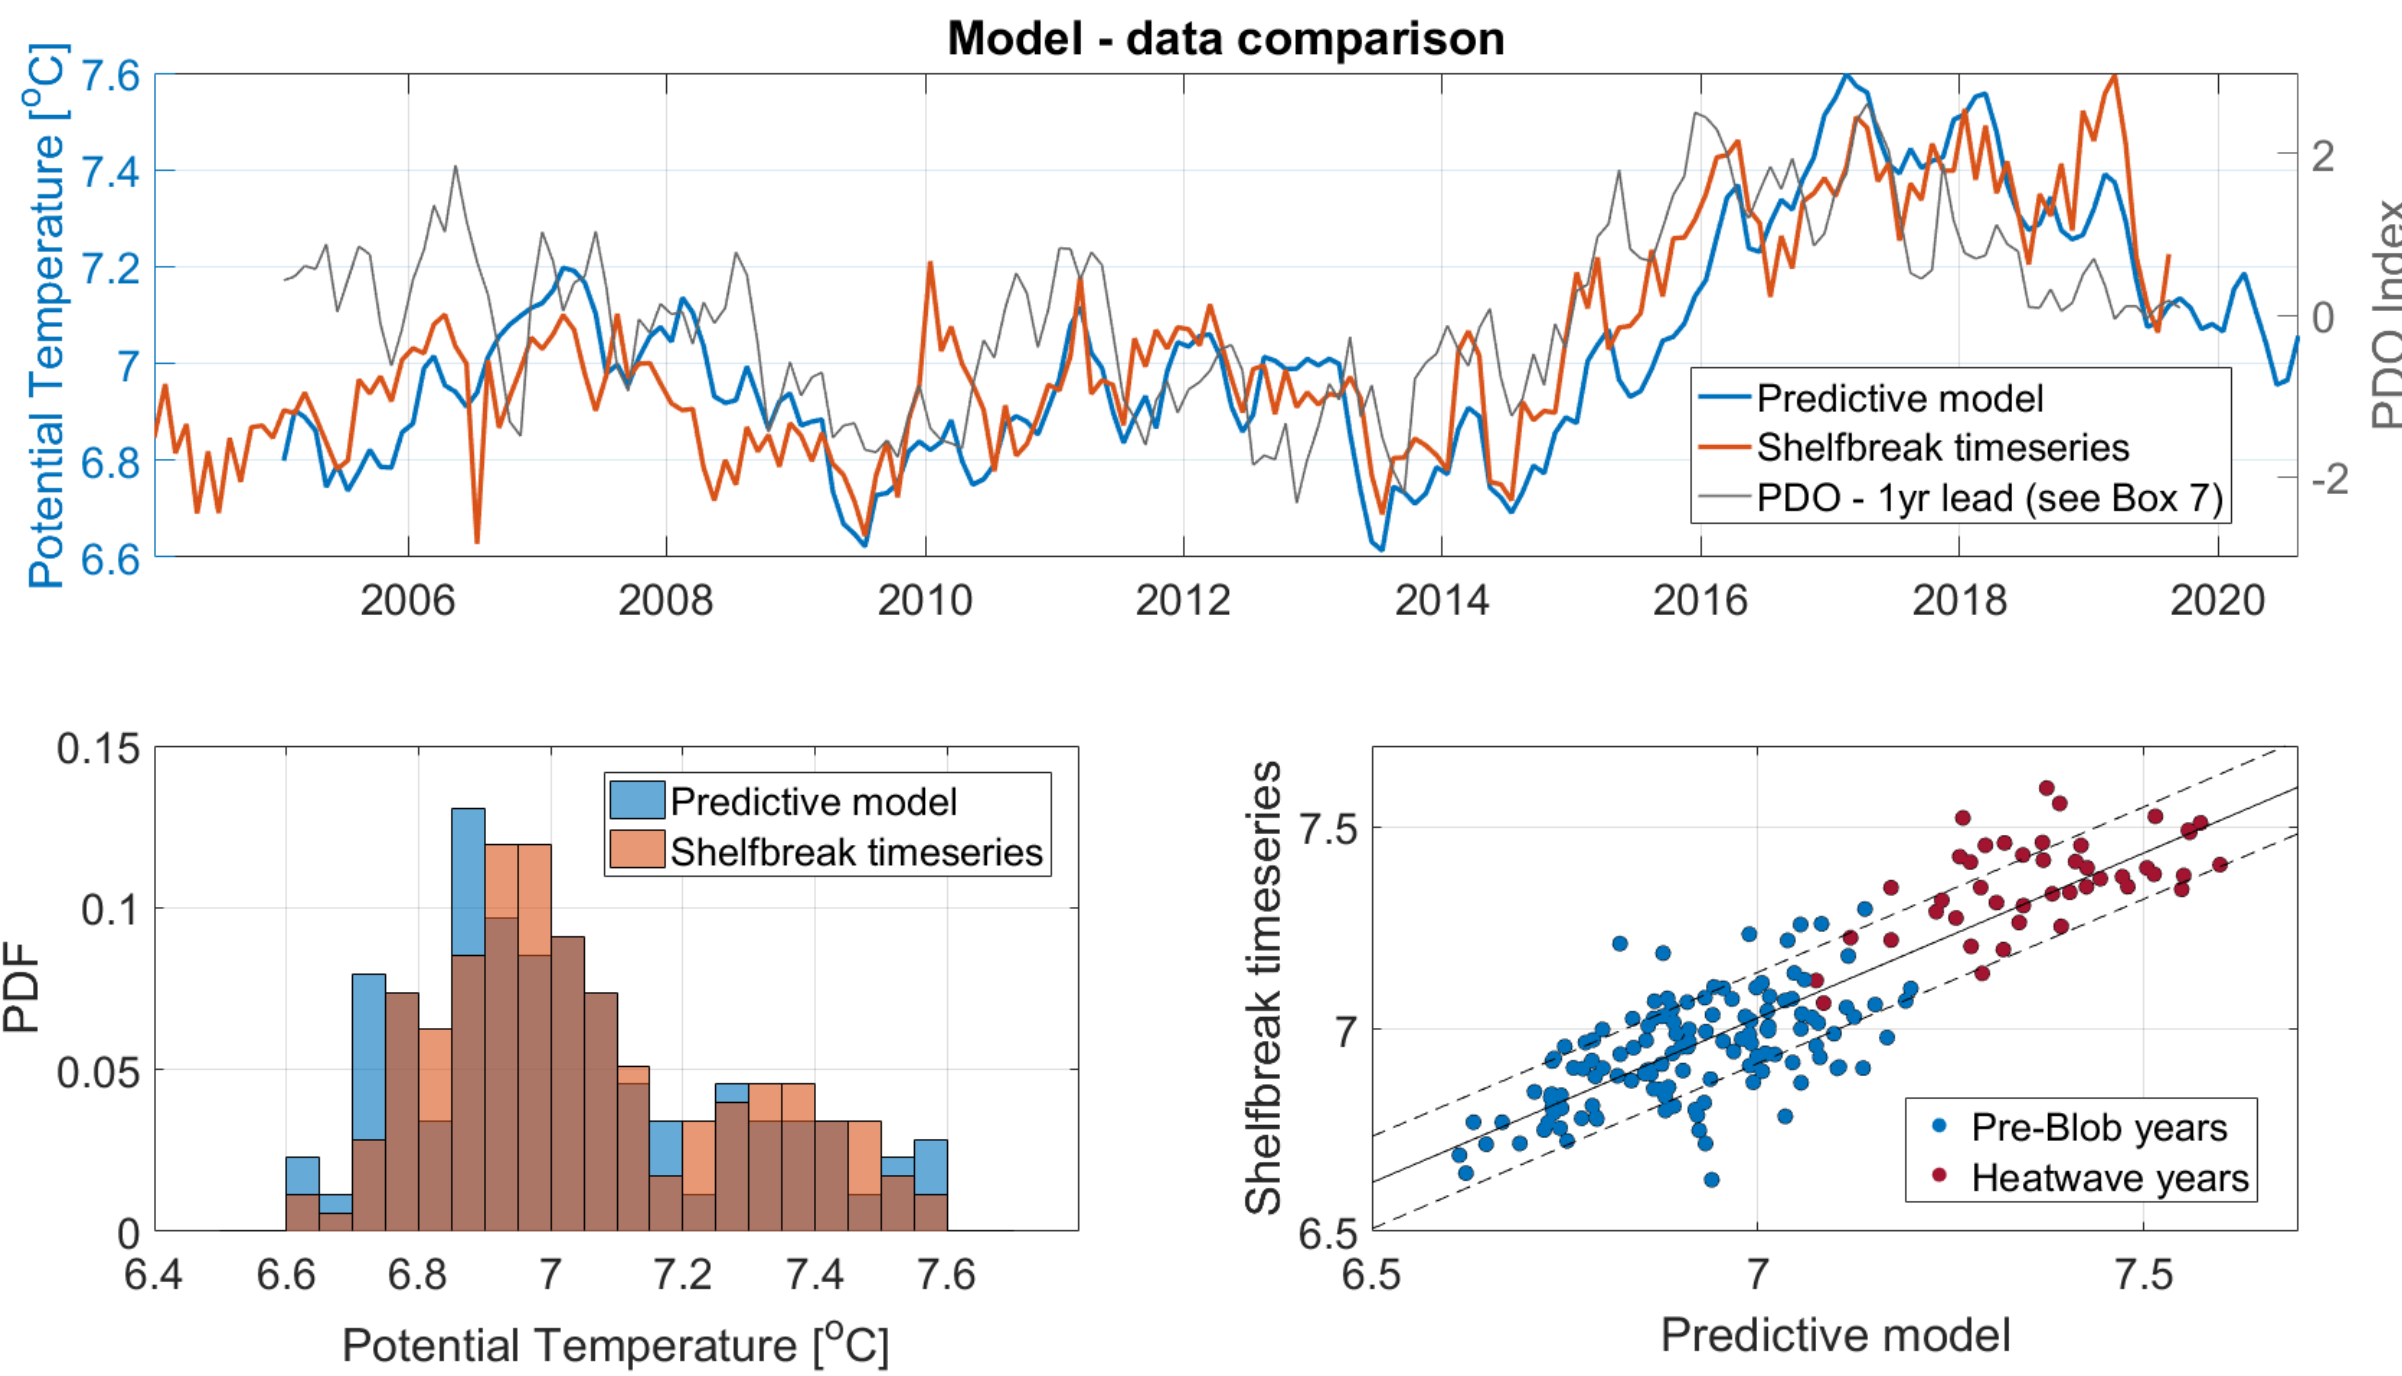 Model - data comparison
Potential Temperature [°C]
7.6
7.4
7.2
7
6.8
6.6
2
0
-2
PDO Index
Predictive model
Shelfbreak timeseries
PDO - 1yr lead (see Box 7)
2006 2008 2010 2012 2014 2016 2018 2020
PDF
0.15
0.1
0.05
0
Predictive model
Shelfbreak timeseries
6.4 6.6 6.8 7 7.2 7.4 7.6
Potential Temperature [°C]
Shelfbreak timeseries
7.5
7
6.5
Pre-Blob years
Heatwave years
6.5 7 7.5
Predictive model